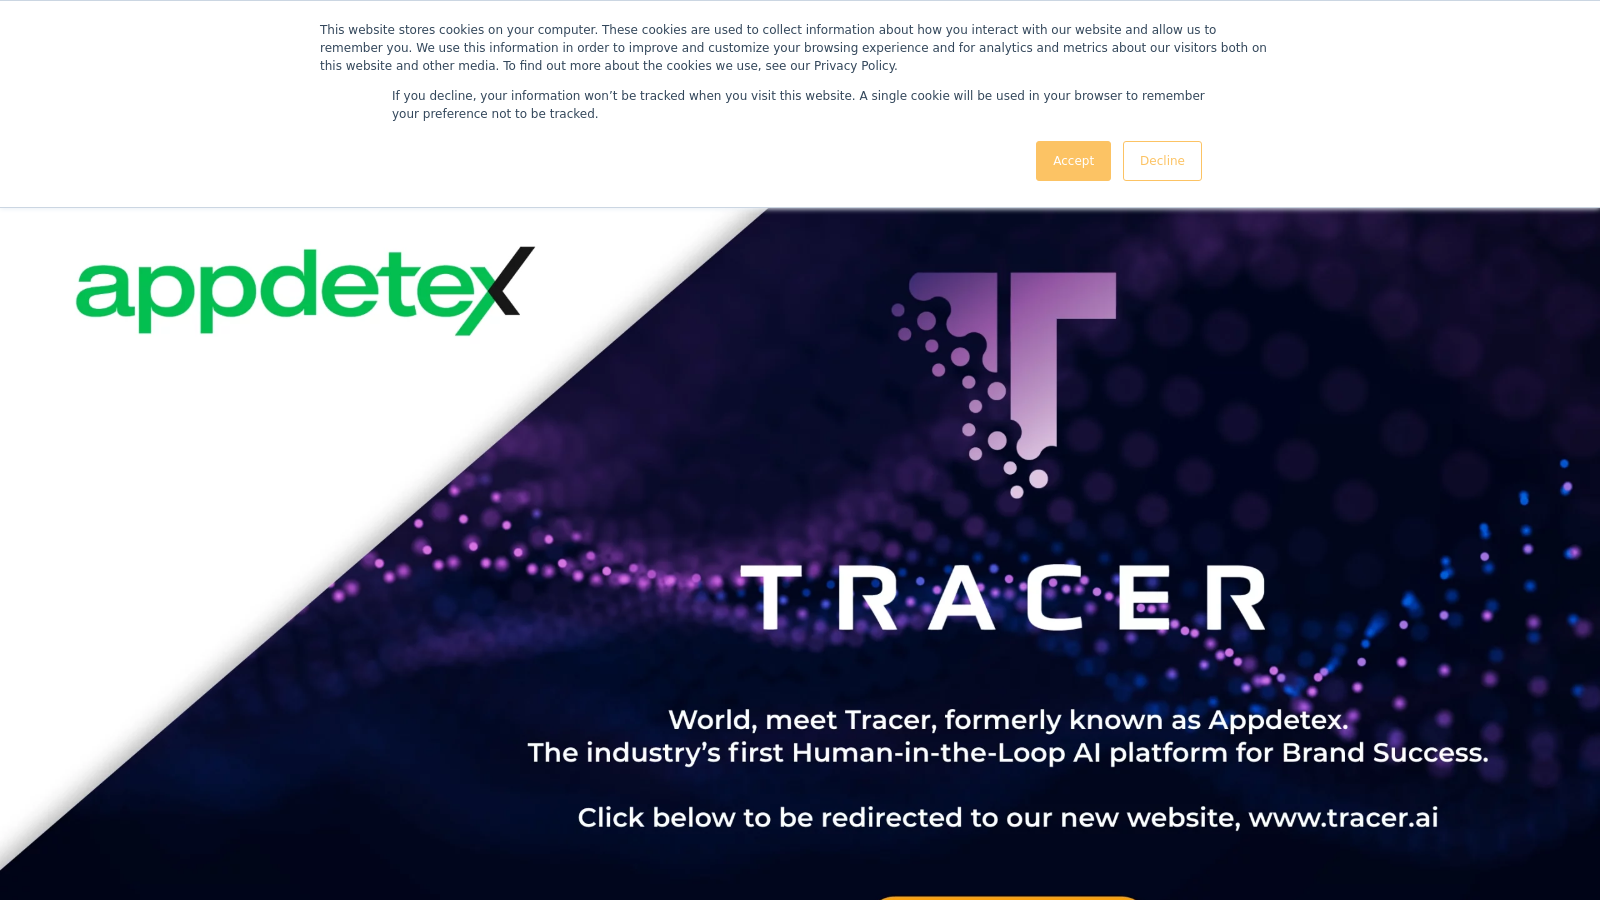 This website stores cookies on your computer. These cookies are used to collect information about how you interact with our website and allow us to
remember you. We use this information in order to improve and customize your browsing experience and for analytics and metrics about our visitors both on
this website and other media. To find out more about the cookies we use, see our Privacy Policy.
If you decline, your information won’t be tracked when you visit this website. A single cookie will be used in your browser to remember
your preference not to be tracked.
Accept
Decline
appdetex
TRACER
World, meet Tracer, formerly known as Appdetex.
The industry’s first Human-in-the-Loop AI platform for Brand Success.
Click below to be redirected to our new website, www.tracer.ai